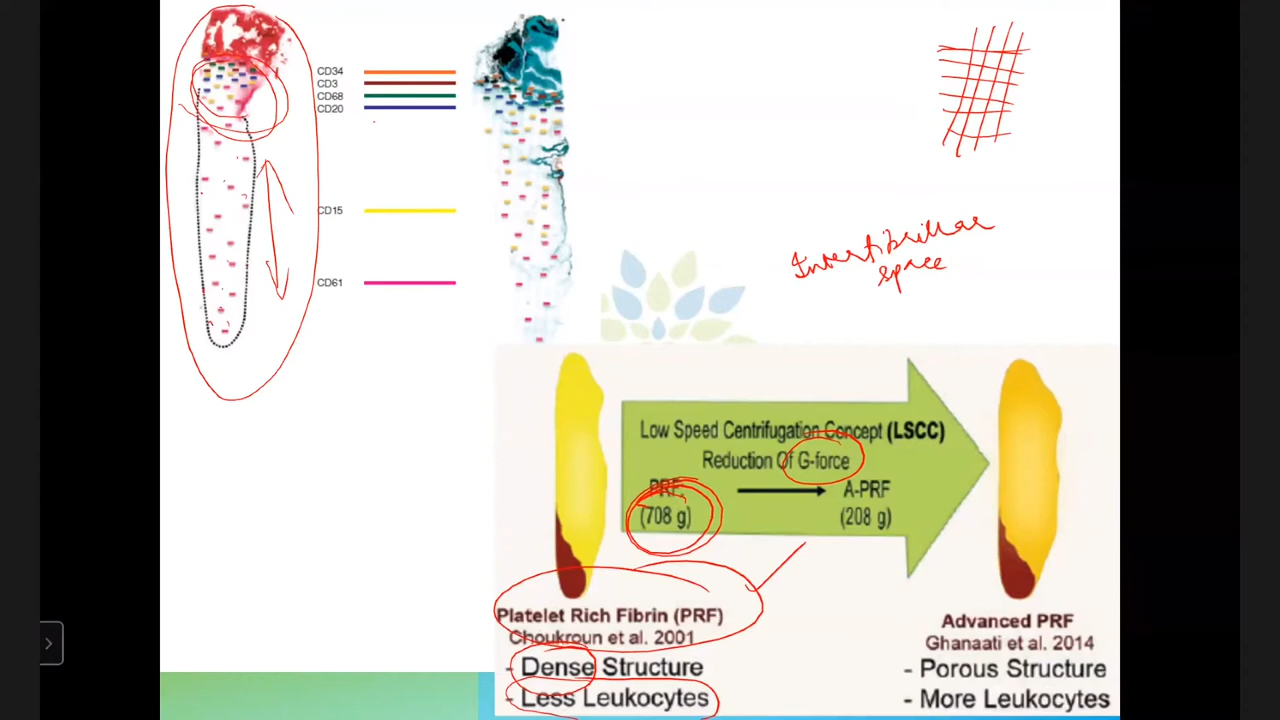 CD34
CD3
CD68
CD20
CD15
CD61
Interfibrillar
space
Low Speed Centrifugation Concept (LSCC)
Reduction Of G-force
PRF
A-PRF
(708 g)
(208 g)
Platelet Rich Fibrin (PRF)
Choukroun et al. 2001
- Dense Structure
- Less Leukocytes
Advanced PRF
Ghanaati et al. 2014
- Porous Structure
- More Leukocytes